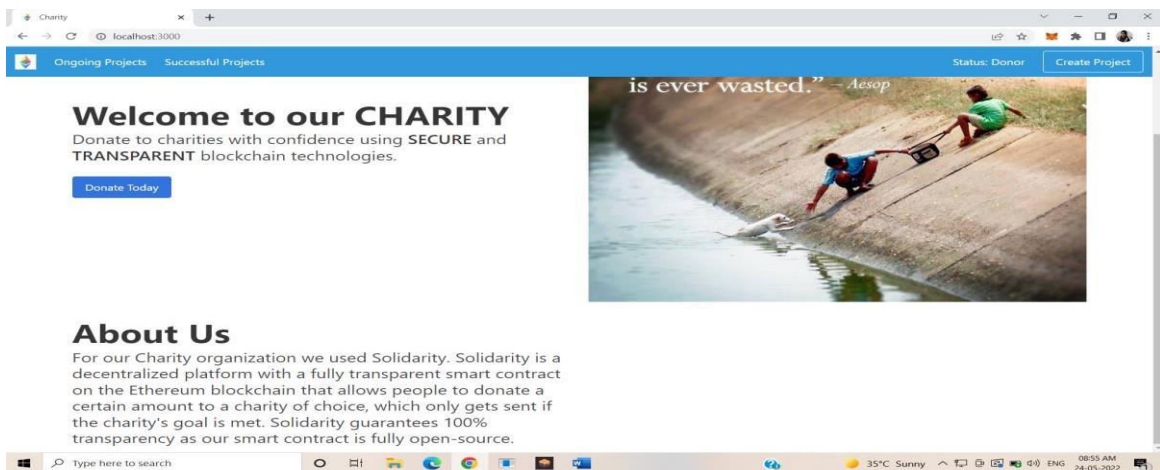 Charity
localhost:3000
Ongoing Projects Successful Projects Status: Donor Create Project
is ever wasted.” – Aesop
Welcome to our CHARITY
Donate to charities with confidence using SECURE and
TRANSPARENT blockchain technologies.
Donate Today
About Us
For our Charity organization we used Solidarity. Solidarity is a
decentralized platform with a fully transparent smart contract
on the Ethereum blockchain that allows people to donate a
certain amount to a charity of choice, which only gets sent if
the charity's goal is met. Solidarity guarantees 100%
transparency as our smart contract is fully open-source.
Type here to search 35°C Sunny ENG 08:55 AM
24-05-2022